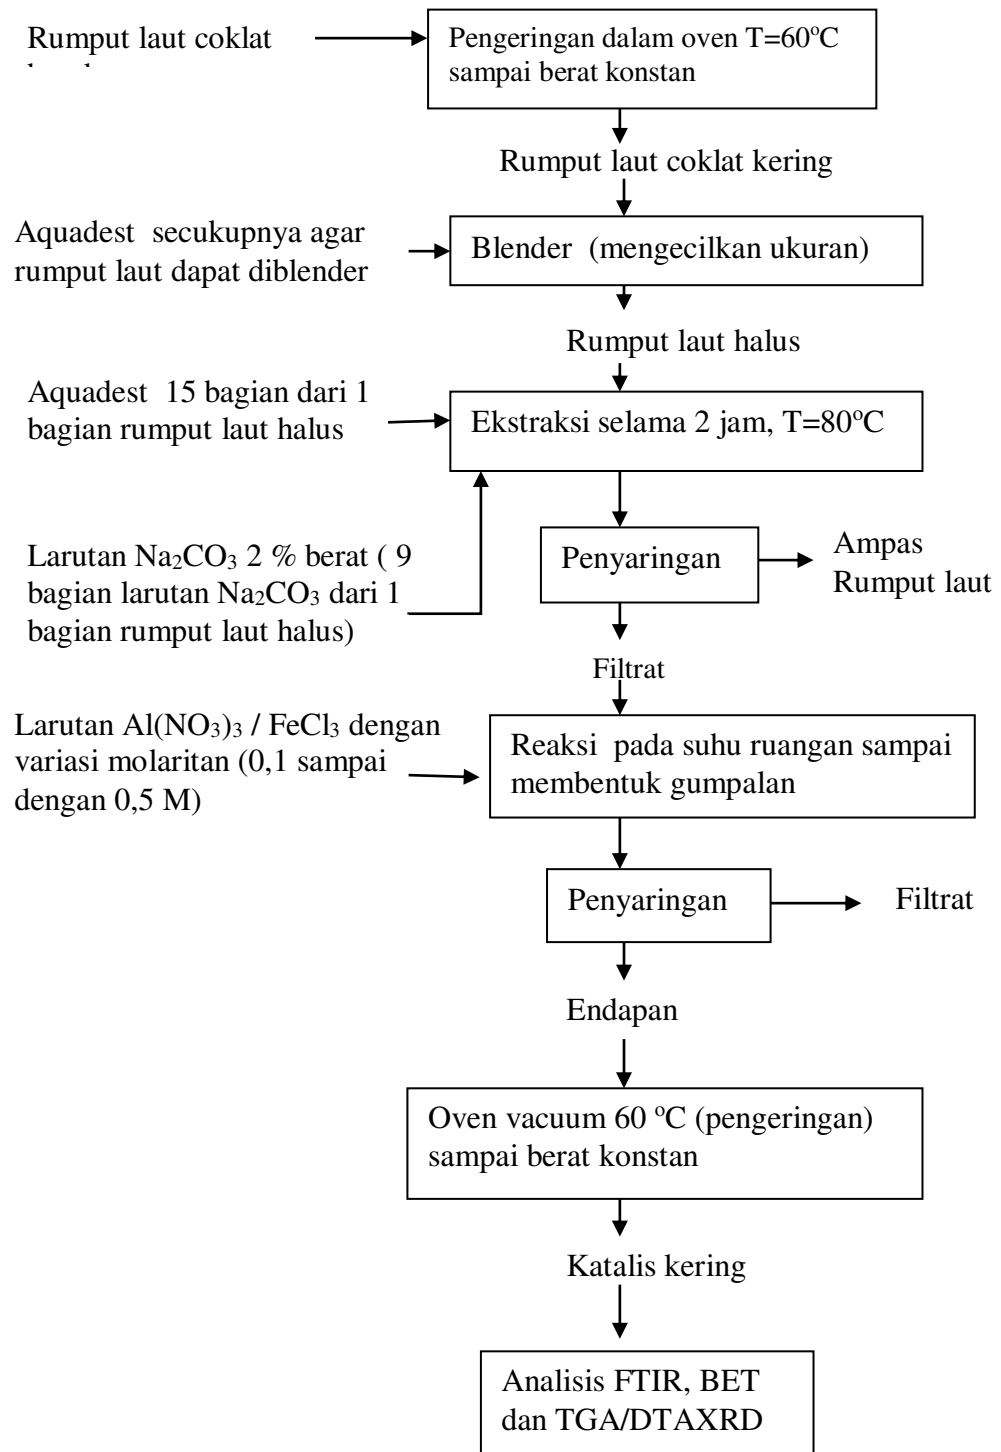 Rumput laut coklat
Pengeringan dalam oven T=60°C
sampai berat konstan
Rumput laut coklat kering
Aquadest secukupnya agar
rumput laut dapat diblender
Blender (mengecilkan ukuran)
Rumput laut halus
Aquadest 15 bagian dari 1
bagian rumput laut halus
Ekstraksi selama 2 jam, T=80°C
Larutan Na₂CO₃ 2 % berat ( 9
bagian larutan Na₂CO₃ dari 1
bagian rumput laut halus)
Penyaringan
Ampas
Rumput laut
Filtrat
Larutan Al(NO₃)₃ / FeCl₃ dengan
variasi molaritan (0,1 sampai
dengan 0,5 M)
Reaksi pada suhu ruangan sampai
membentuk gumpalan
Penyaringan
Filtrat
Endapan
Oven vacuum 60 °C (pengeringan)
sampai berat konstan
Katalis kering
Analisis FTIR, BET
dan TGA/DTAXRD